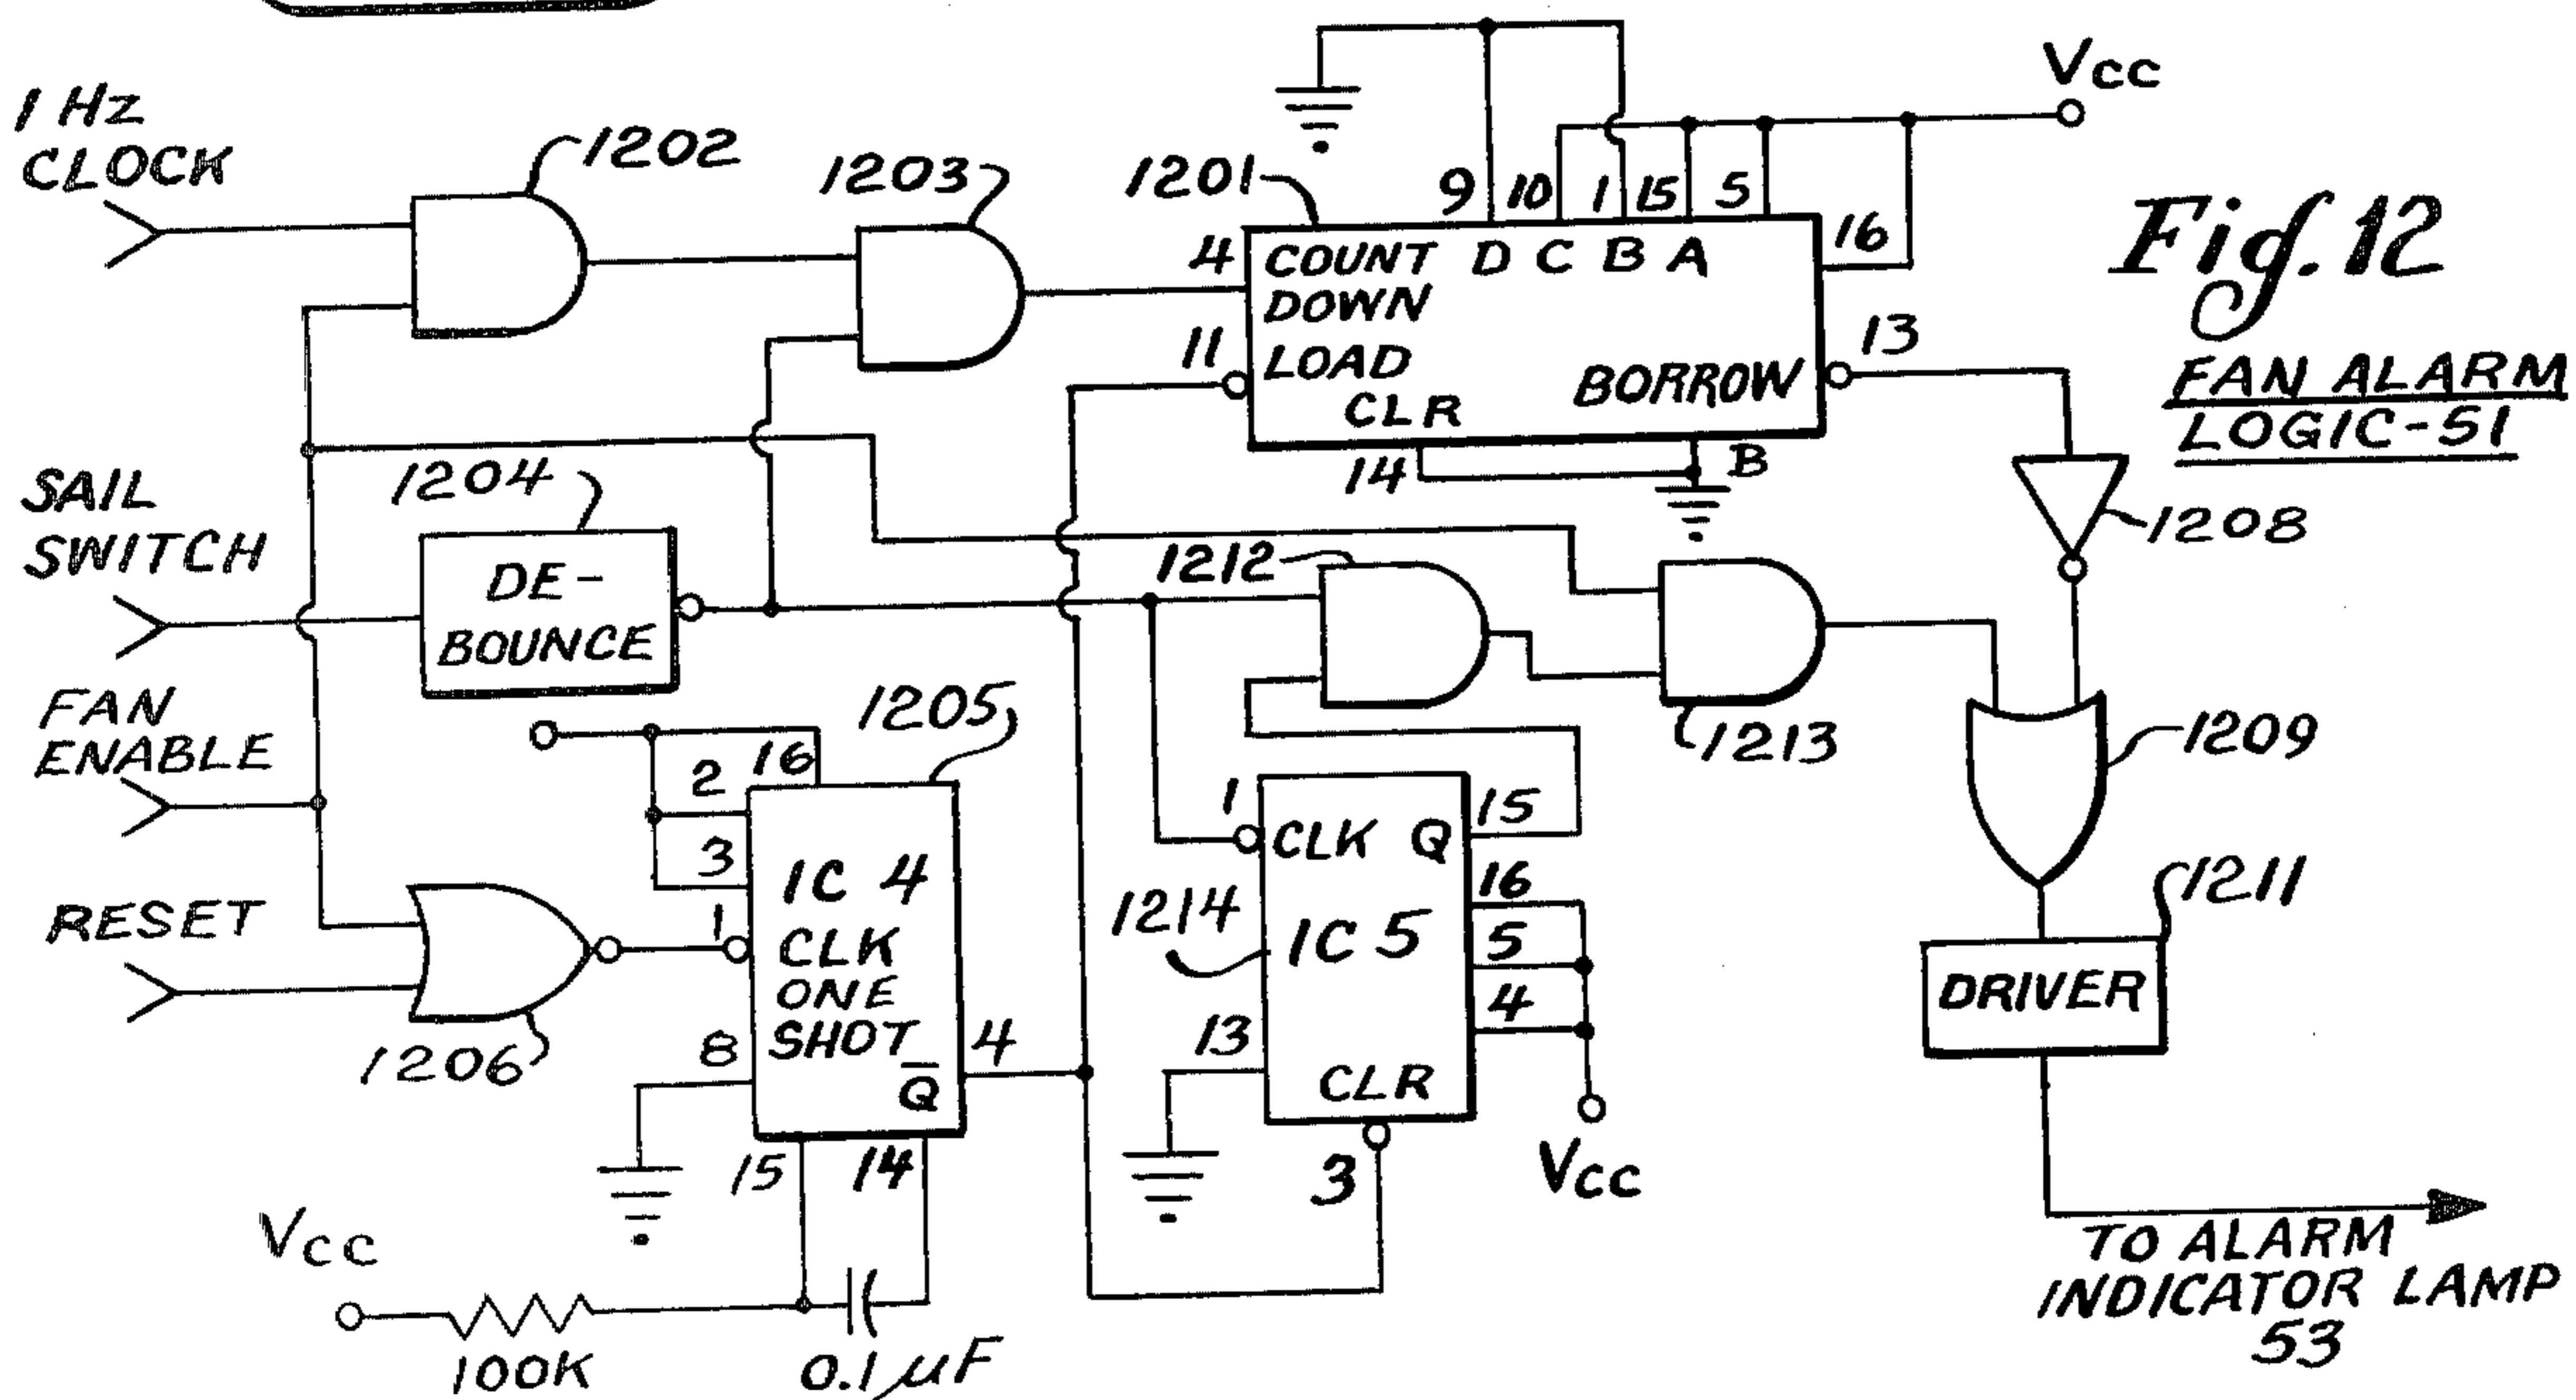 1 Hz
CLOCK
1202
1203
1201
VCC
9 10 1 15 5
16
4 COUNT D C B A
DOWN
11 LOAD
CLR
BORROW
13
14
B
Fig. 12
FAN ALARM
LOGIC-51
SAIL
SWITCH
1204
DE-
BOUNCE
1212
1213
1208
1209
FAN
ENABLE
RESET
1206
1205
16
2
3
1
IC 4
CLK
ONE
SHOT
8
Q̅
4
15
14
VCC
100K
0.1 µF
1
CLK Q
15
16
1214
IC 5
5
4
13
CLR
3
VCC
1211
DRIVER
TO ALARM
INDICATOR LAMP
53